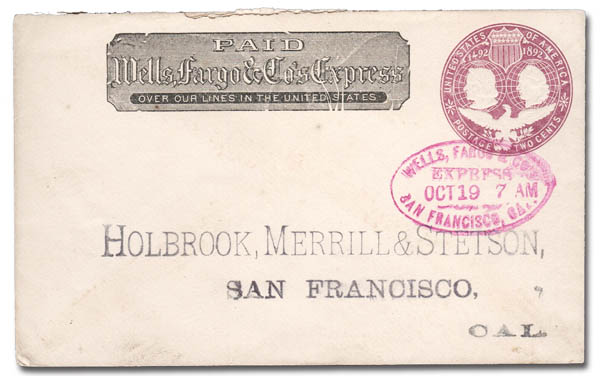 PAID
Wells, Fargo & Co's Express
OVER OUR LINES IN THE UNITED STATES
UNITED STATES OF AMERICA
1492 1892
POSTAGE TWO CENTS
WELLS, FARGO & CO'S
EXPRESS
OCT 19 7 AM
SAN FRANCISCO, CAL.
HOLBROOK, MERRILL & STETSON,
SAN FRANCISCO,
CAL